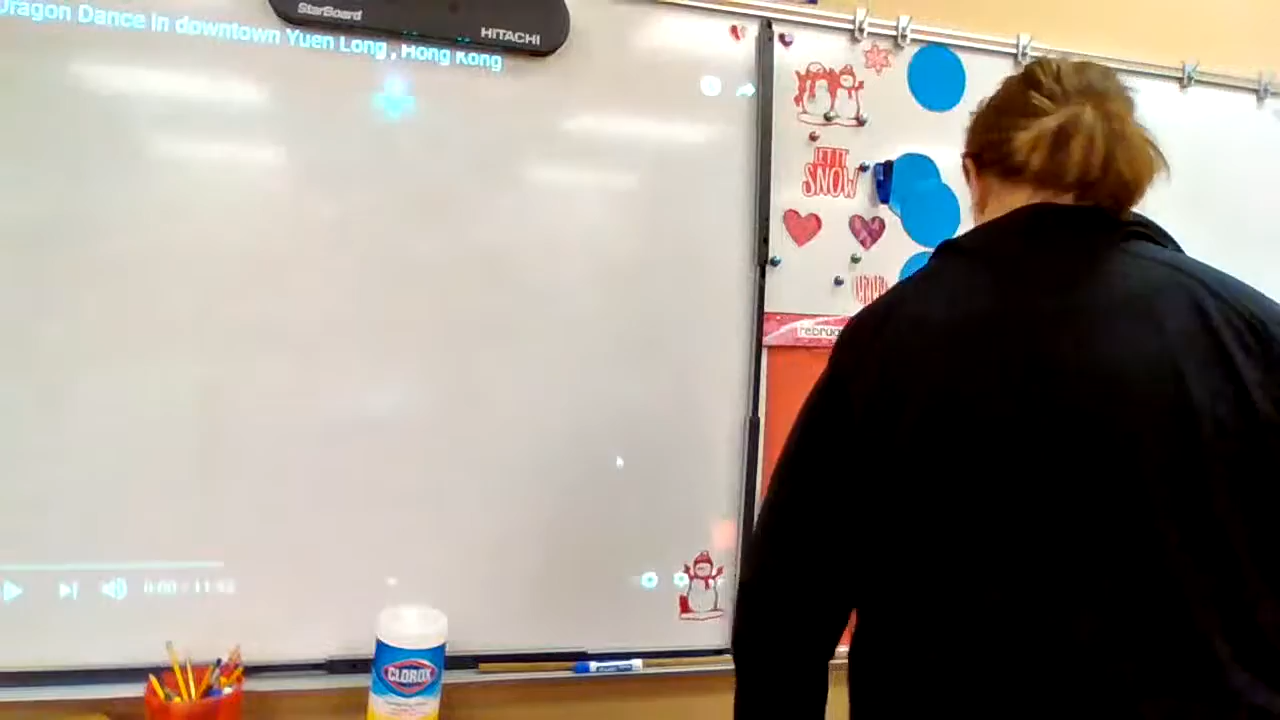 StarBoard
HITACHI
Dragon Dance in downtown Yuen Long , Hong Kong
LET IT
SNOW
CLOROX